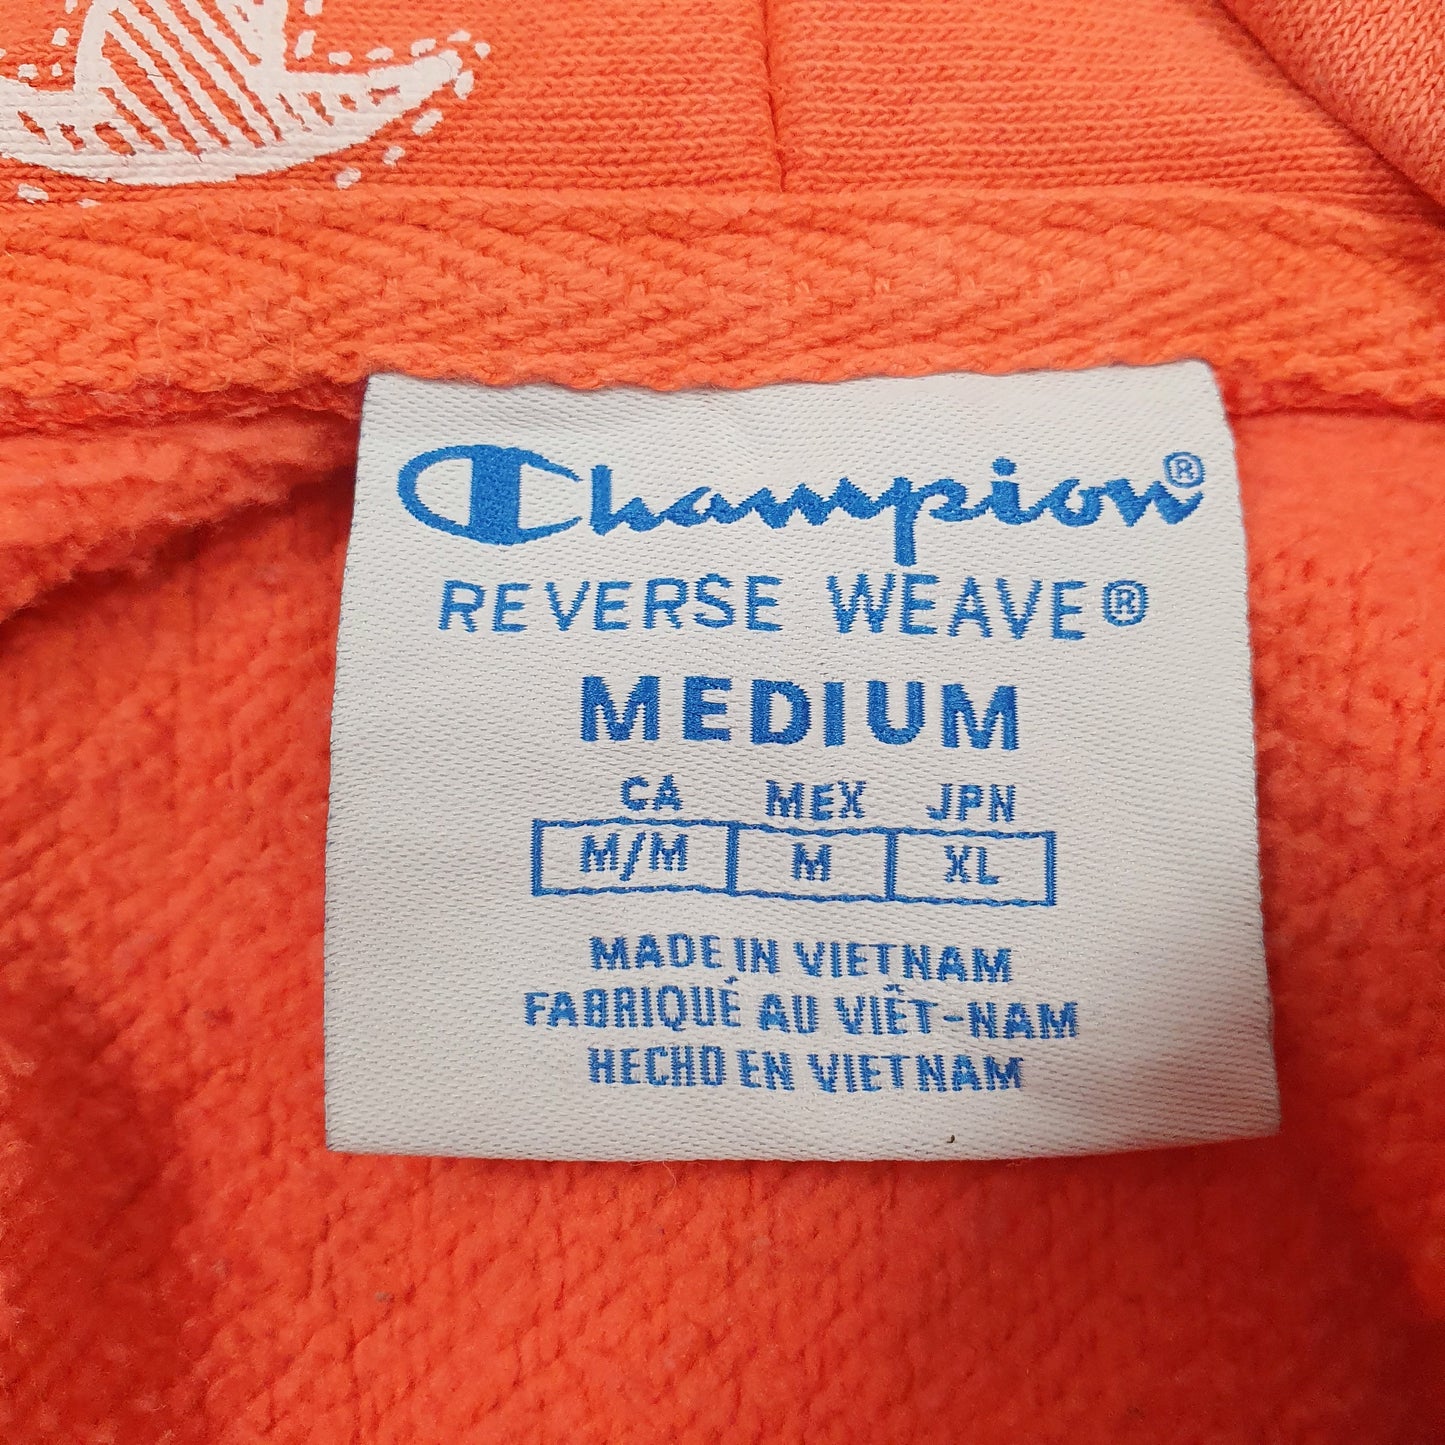 Champion®
REVERSE WEAVE®
MEDIUM
CA MEX JPN
M/M M XL
MADE IN VIETNAM
FABRIQUÉ AU VIÊT-NAM
HECHO EN VIETNAM